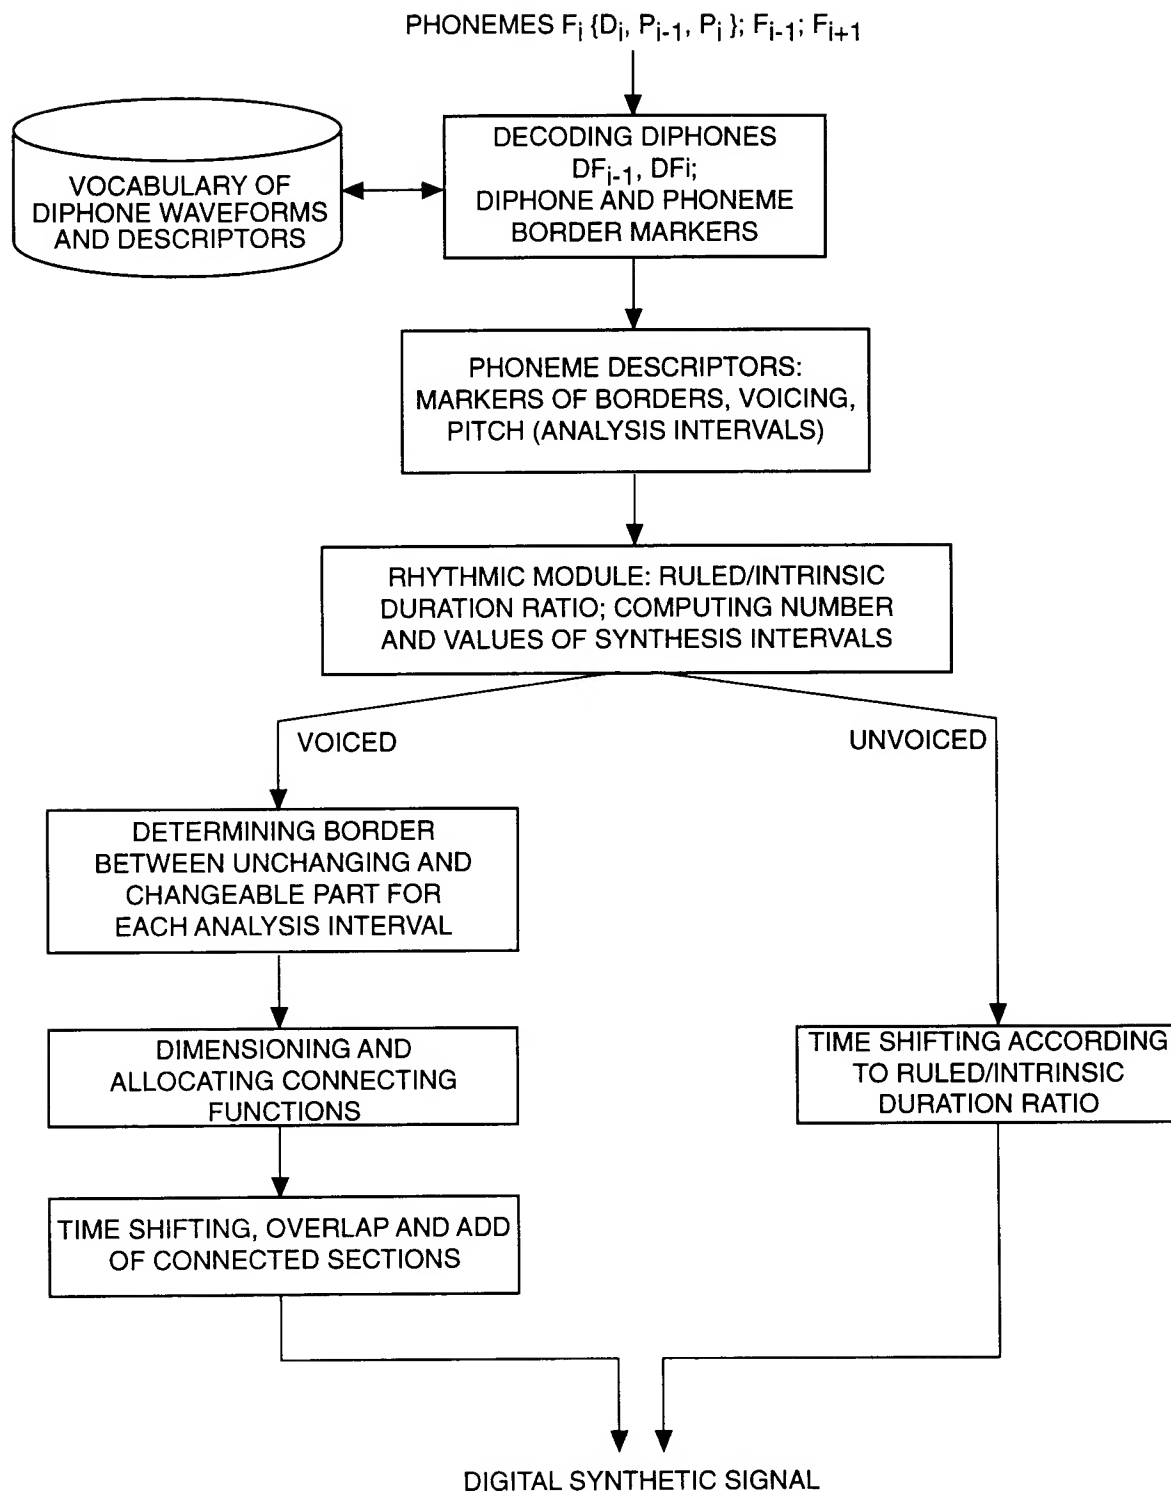 PHONEMES Fi {Di, Pi-1, Pi }; Fi-1; Fi+1
DECODING DIPHONES
DFi-1, DFi;
DIPHONE AND PHONEME
BORDER MARKERS
VOCABULARY OF
DIPHONE WAVEFORMS
AND DESCRIPTORS
PHONEME DESCRIPTORS:
MARKERS OF BORDERS, VOICING,
PITCH (ANALYSIS INTERVALS)
RHYTHMIC MODULE: RULED/INTRINSIC
DURATION RATIO; COMPUTING NUMBER
AND VALUES OF SYNTHESIS INTERVALS
VOICED
UNVOICED
DETERMINING BORDER
BETWEEN UNCHANGING AND
CHANGEABLE PART FOR
EACH ANALYSIS INTERVAL
DIMENSIONING AND
ALLOCATING CONNECTING
FUNCTIONS
TIME SHIFTING ACCORDING
TO RULED/INTRINSIC
DURATION RATIO
TIME SHIFTING, OVERLAP AND ADD
OF CONNECTED SECTIONS
DIGITAL SYNTHETIC SIGNAL